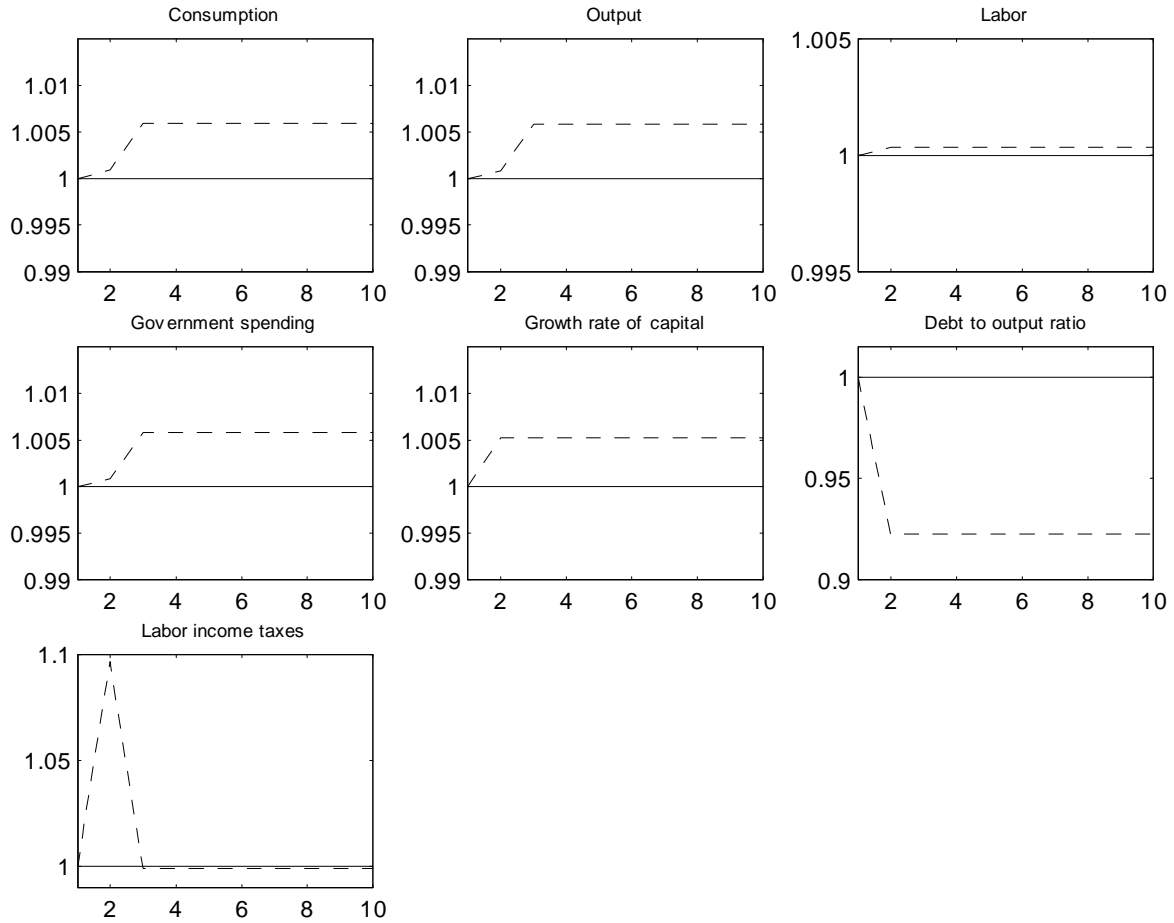 Consumption
1.01
1.005
1
0.995
0.99
2 4 6 8 10
Output
1.01
1.005
1
0.995
0.99
2 4 6 8 10
Labor
1.005
1
0.995
2 4 6 8 10
Government spending
1.01
1.005
1
0.995
0.99
2 4 6 8 10
Growth rate of capital
1.01
1.005
1
0.995
0.99
2 4 6 8 10
Debt to output ratio
1
0.95
0.9
2 4 6 8 10
Labor income taxes
1.1
1.05
1
2 4 6 8 10